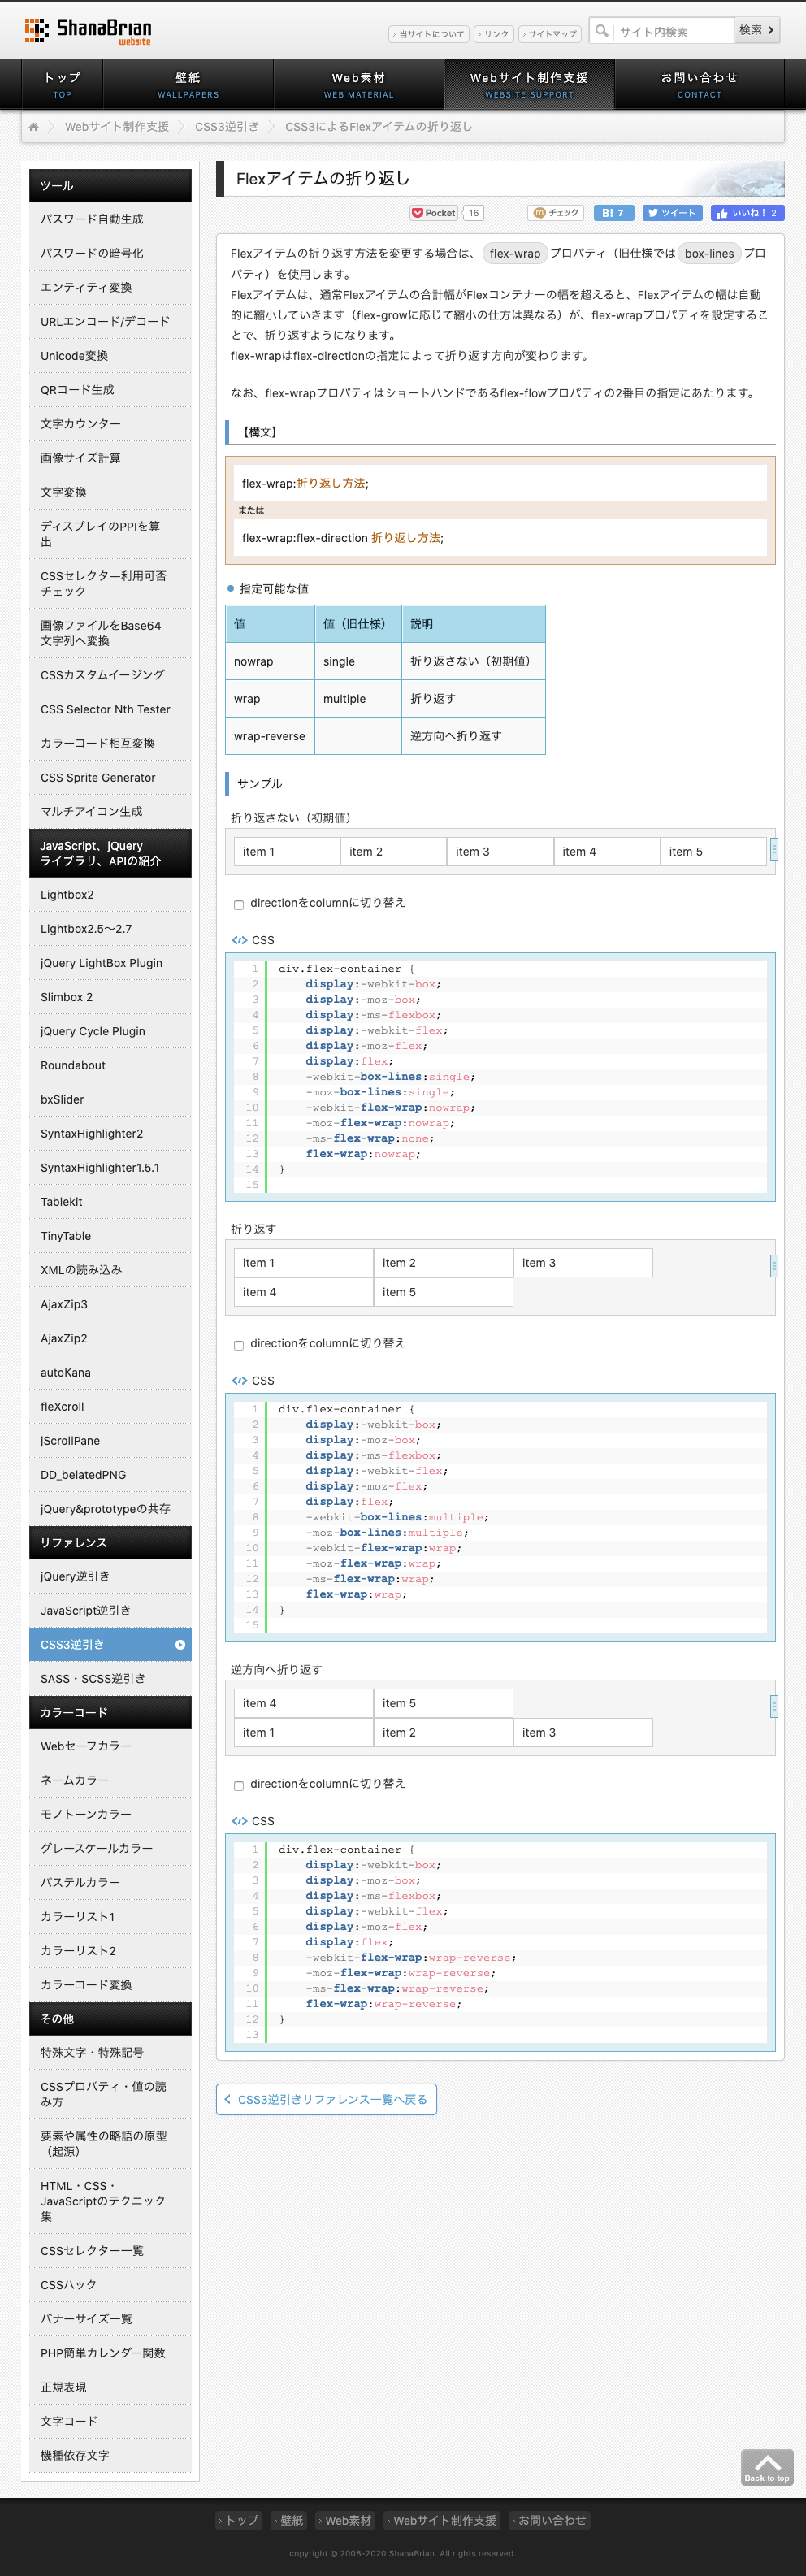 ShanaBrian
website
当サイトについて
リンク
サイトマップ
サイト内検索
検索
トップ
TOP
壁紙
WALLPAPERS
Web素材
WEB MATERIAL
Webサイト制作支援
WEBSITE SUPPORT
お問い合わせ
CONTACT
Webサイト制作支援
CSS3逆引き
CSS3によるFlexアイテムの折り返し
ツール
パスワード自動生成
パスワードの暗号化
エンティティ変換
URLエンコード/デコード
Unicode変換
QRコード生成
文字カウンター
画像サイズ計算
文字変換
ディスプレイのPPIを算
出
CSSセレクタ―利用可否
チェック
画像ファイルをBase64
文字列へ変換
CSSカスタムイージング
CSS Selector Nth Tester
カラーコード相互変換
CSS Sprite Generator
マルチアイコン生成
JavaScript、jQuery
ライブラリ、APIの紹介
Lightbox2
Lightbox2.5〜2.7
jQuery LightBox Plugin
Slimbox 2
jQuery Cycle Plugin
Roundabout
bxSlider
SyntaxHighlighter2
SyntaxHighlighter1.5.1
Tablekit
TinyTable
XMLの読み込み
AjaxZip3
AjaxZip2
autoKana
fleXcroll
jScrollPane
DD_belatedPNG
jQuery&prototypeの共存
リファレンス
jQuery逆引き
JavaScript逆引き
CSS3逆引き
SASS・SCSS逆引き
カラーコード
Webセーフカラー
ネームカラー
モノトーンカラー
グレースケールカラー
パステルカラー
カラーリスト1
カラーリスト2
カラーコード変換
その他
特殊文字・特殊記号
CSSプロパティ・値の読
み方
要素や属性の略語の原型
（起源）
HTML・CSS・
JavaScriptのテクニック
集
CSSセレクター一覧
CSSハック
バナーサイズ一覧
PHP簡単カレンダー関数
正規表現
文字コード
機種依存文字
Flexアイテムの折り返し
Pocket 16
m チェック
B! 7
ツイート
いいね！ 2
Flexアイテムの折り返す方法を変更する場合は、 flex-wrap プロパティ（旧仕様では box-lines プロ
パティ）を使用します。
Flexアイテムは、通常Flexアイテムの合計幅がFlexコンテナーの幅を超えると、Flexアイテムの幅は自動
的に縮小していきます（flex-growに応じて縮小の仕方は異なる）が、flex-wrapプロパティを設定するこ
とで、折り返すようになります。
flex-wrapはflex-directionの指定によって折り返す方向が変わります。
なお、flex-wrapプロパティはショートハンドであるflex-flowプロパティの2番目の指定にあたります。
【構文】
flex-wrap:折り返し方法;
または
flex-wrap:flex-direction 折り返し方法;
指定可能な値
値 値（旧仕様） 説明
nowrap single 折り返さない（初期値）
wrap multiple 折り返す
wrap-reverse 逆方向へ折り返す
サンプル
折り返さない（初期値）
item 1 item 2 item 3 item 4 item 5
directionをcolumnに切り替え
CSS
1 div.flex-container {
2 display:-webkit-box;
3 display:-moz-box;
4 display:-ms-flexbox;
5 display:-webkit-flex;
6 display:-moz-flex;
7 display:flex;
8 -webkit-box-lines:single;
9 -moz-box-lines:single;
10 -webkit-flex-wrap:nowrap;
11 -moz-flex-wrap:nowrap;
12 -ms-flex-wrap:none;
13 flex-wrap:nowrap;
14 }
15
折り返す
item 1 item 2 item 3
item 4 item 5
directionをcolumnに切り替え
CSS
1 div.flex-container {
2 display:-webkit-box;
3 display:-moz-box;
4 display:-ms-flexbox;
5 display:-webkit-flex;
6 display:-moz-flex;
7 display:flex;
8 -webkit-box-lines:multiple;
9 -moz-box-lines:multiple;
10 -webkit-flex-wrap:wrap;
11 -moz-flex-wrap:wrap;
12 -ms-flex-wrap:wrap;
13 flex-wrap:wrap;
14 }
15
逆方向へ折り返す
item 4 item 5
item 1 item 2 item 3
directionをcolumnに切り替え
CSS
1 div.flex-container {
2 display:-webkit-box;
3 display:-moz-box;
4 display:-ms-flexbox;
5 display:-webkit-flex;
6 display:-moz-flex;
7 display:flex;
8 -webkit-flex-wrap:wrap-reverse;
9 -moz-flex-wrap:wrap-reverse;
10 -ms-flex-wrap:wrap-reverse;
11 flex-wrap:wrap-reverse;
12 }
13
CSS3逆引きリファレンス一覧へ戻る
Back to top
トップ
壁紙
Web素材
Webサイト制作支援
お問い合わせ
copyright © 2008-2020 ShanaBrian. All rights reserved.